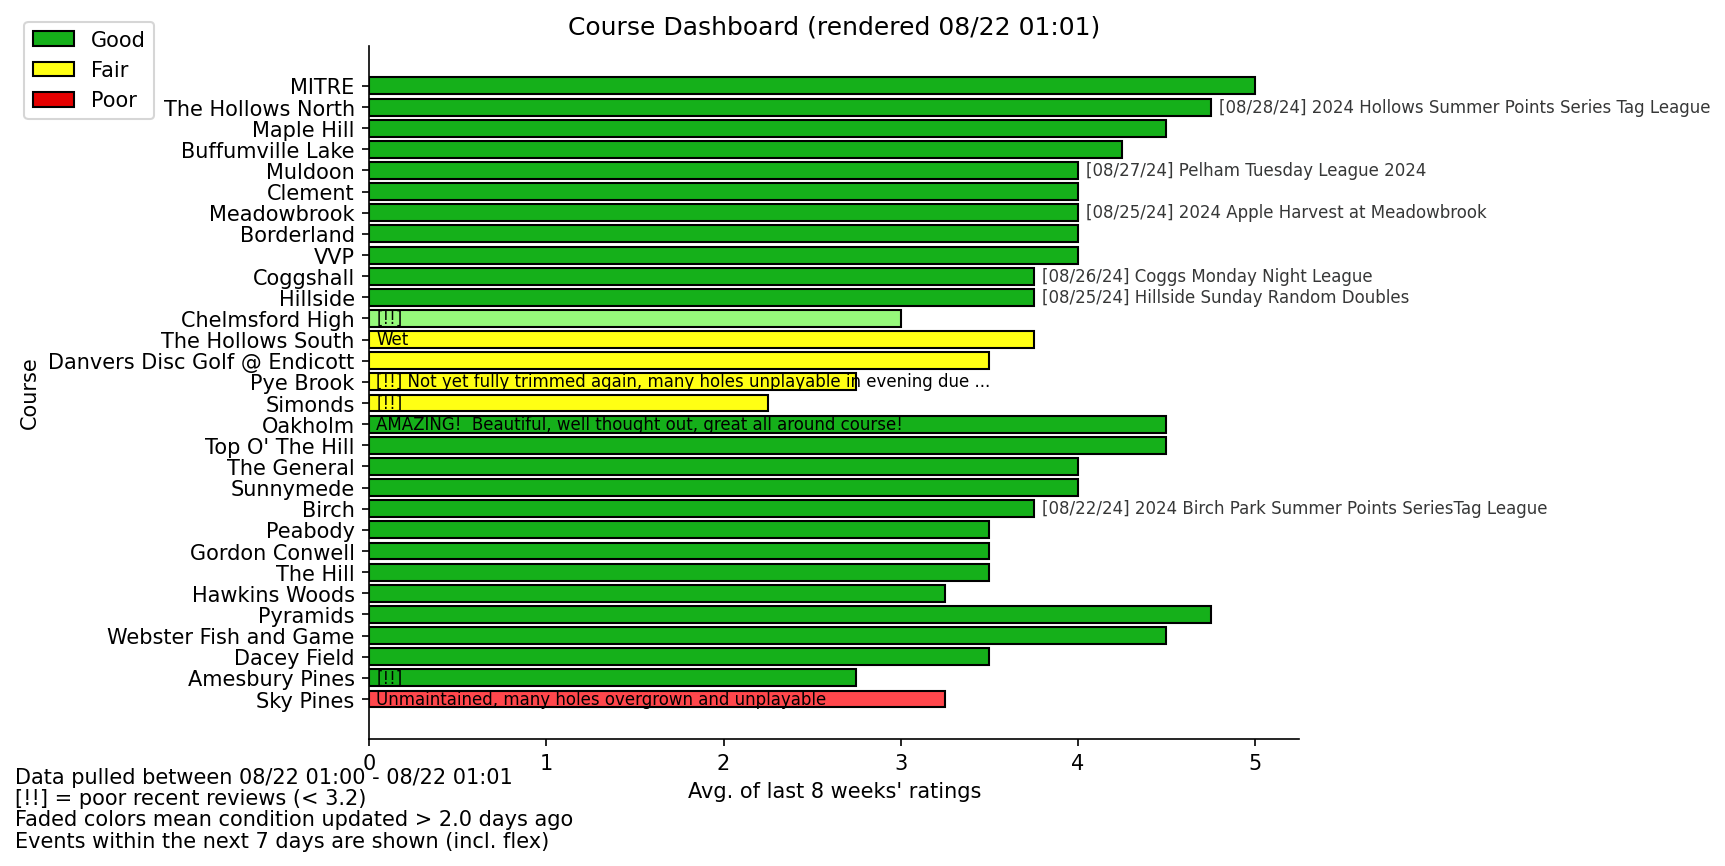 Course Dashboard (rendered 08/22 01:01)
Good
Fair
Poor
MITRE
The Hollows North [08/28/24] 2024 Hollows Summer Points Series Tag League
Maple Hill
Buffumville Lake
Muldoon [08/27/24] Pelham Tuesday League 2024
Clement
Meadowbrook [08/25/24] 2024 Apple Harvest at Meadowbrook
Borderland
VVP
Coggshall [08/26/24] Coggs Monday Night League
Hillside [08/25/24] Hillside Sunday Random Doubles
Chelmsford High [!!]
The Hollows South Wet
Danvers Disc Golf @ Endicott
Pye Brook [!!] Not yet fully trimmed again, many holes unplayable in evening due ...
Simonds [!!]
Oakholm AMAZING!  Beautiful, well thought out, great all around course!
Top O' The Hill
The General
Sunnymede
Birch [08/22/24] 2024 Birch Park Summer Points SeriesTag League
Peabody
Gordon Conwell
The Hill
Hawkins Woods
Pyramids
Webster Fish and Game
Dacey Field
Amesbury Pines [!!]
Sky Pines Unmaintained, many holes overgrown and unplayable
Course
0 1 2 3 4 5
Avg. of last 8 weeks' ratings
Data pulled between 08/22 01:00 - 08/22 01:01
[!!] = poor recent reviews (< 3.2)
Faded colors mean condition updated > 2.0 days ago
Events within the next 7 days are shown (incl. flex)